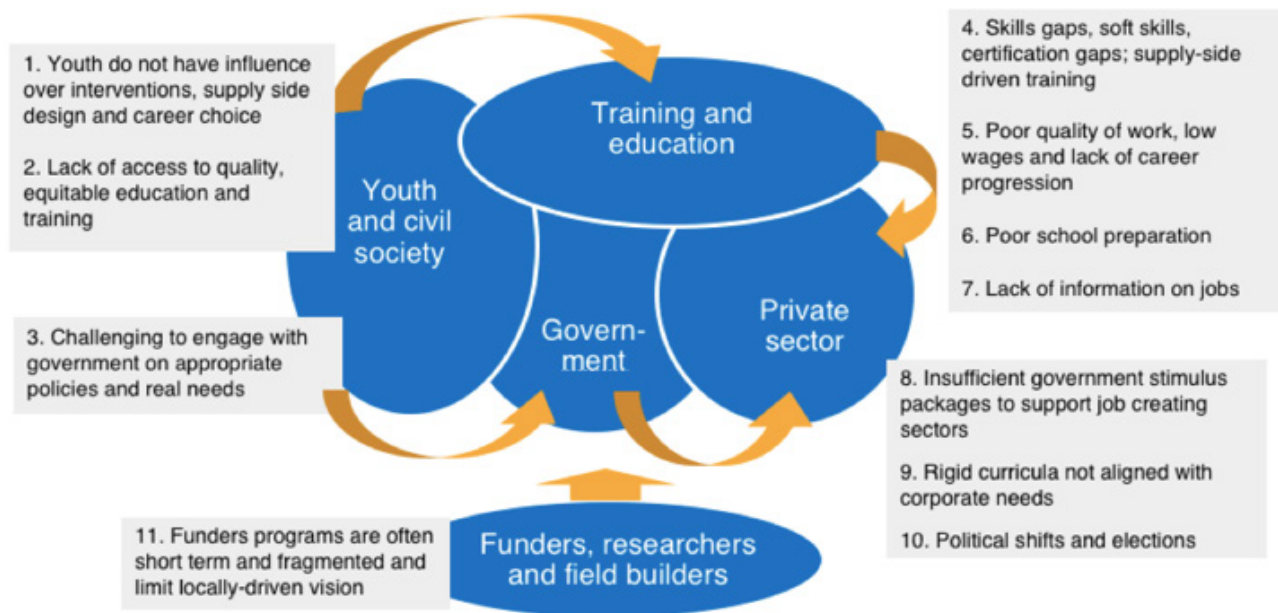 1. Youth do not have influence
over interventions, supply side
design and career choice
2. Lack of access to quality,
equitable education and
training
3. Challenging to engage with
government on appropriate
policies and real needs
Youth
and civil
society
Training and
education
Govern-
ment
Private
sector
4. Skills gaps, soft skills,
certification gaps; supply-side
driven training
5. Poor quality of work, low
wages and lack of career
progression
6. Poor school preparation
7. Lack of information on jobs
8. Insufficient government stimulus
packages to support job creating
sectors
9. Rigid curricula not aligned with
corporate needs
10. Political shifts and elections
11. Funders programs are often
short term and fragmented and
limit locally-driven vision
Funders, researchers
and field builders